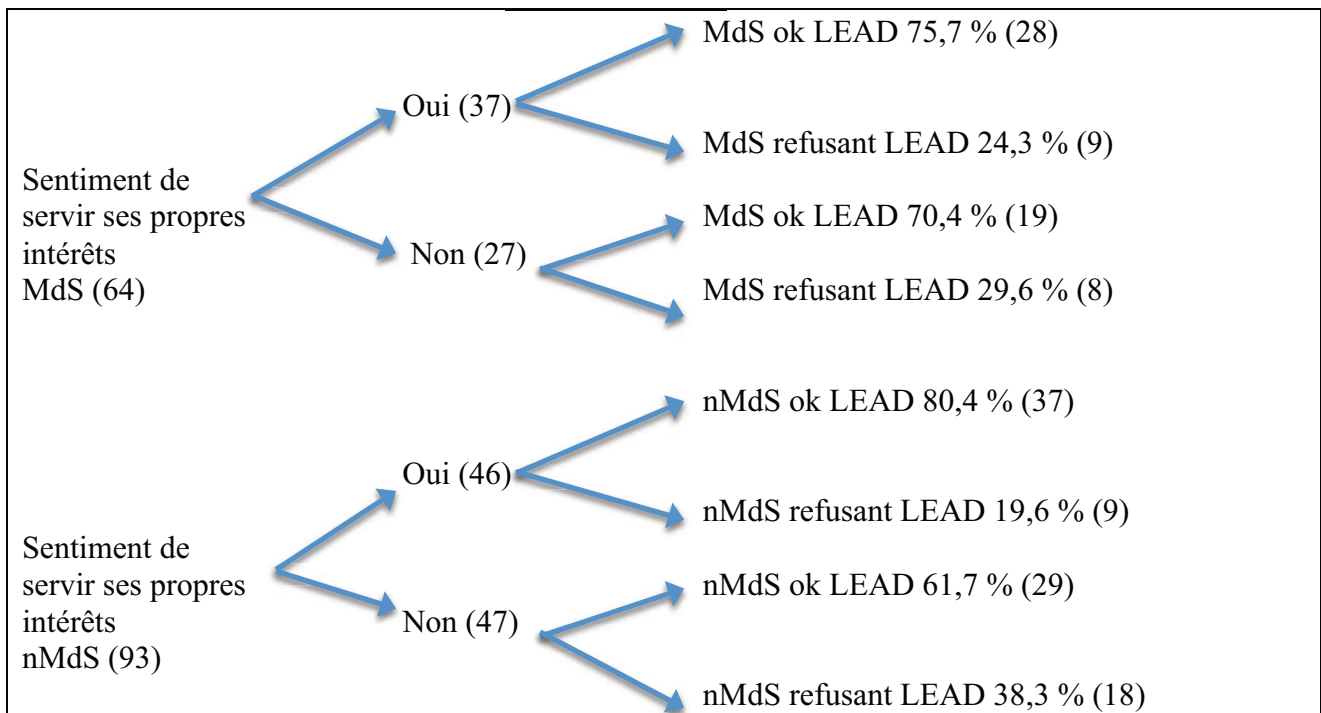 MdS ok LEAD 75,7 % (28)
Oui (37)
MdS refusant LEAD 24,3 % (9)
Sentiment de
servir ses propres
intérêts
MdS (64)
MdS ok LEAD 70,4 % (19)
Non (27)
MdS refusant LEAD 29,6 % (8)
nMdS ok LEAD 80,4 % (37)
Oui (46)
nMdS refusant LEAD 19,6 % (9)
Sentiment de
servir ses propres
intérêts
nMdS (93)
nMdS ok LEAD 61,7 % (29)
Non (47)
nMdS refusant LEAD 38,3 % (18)